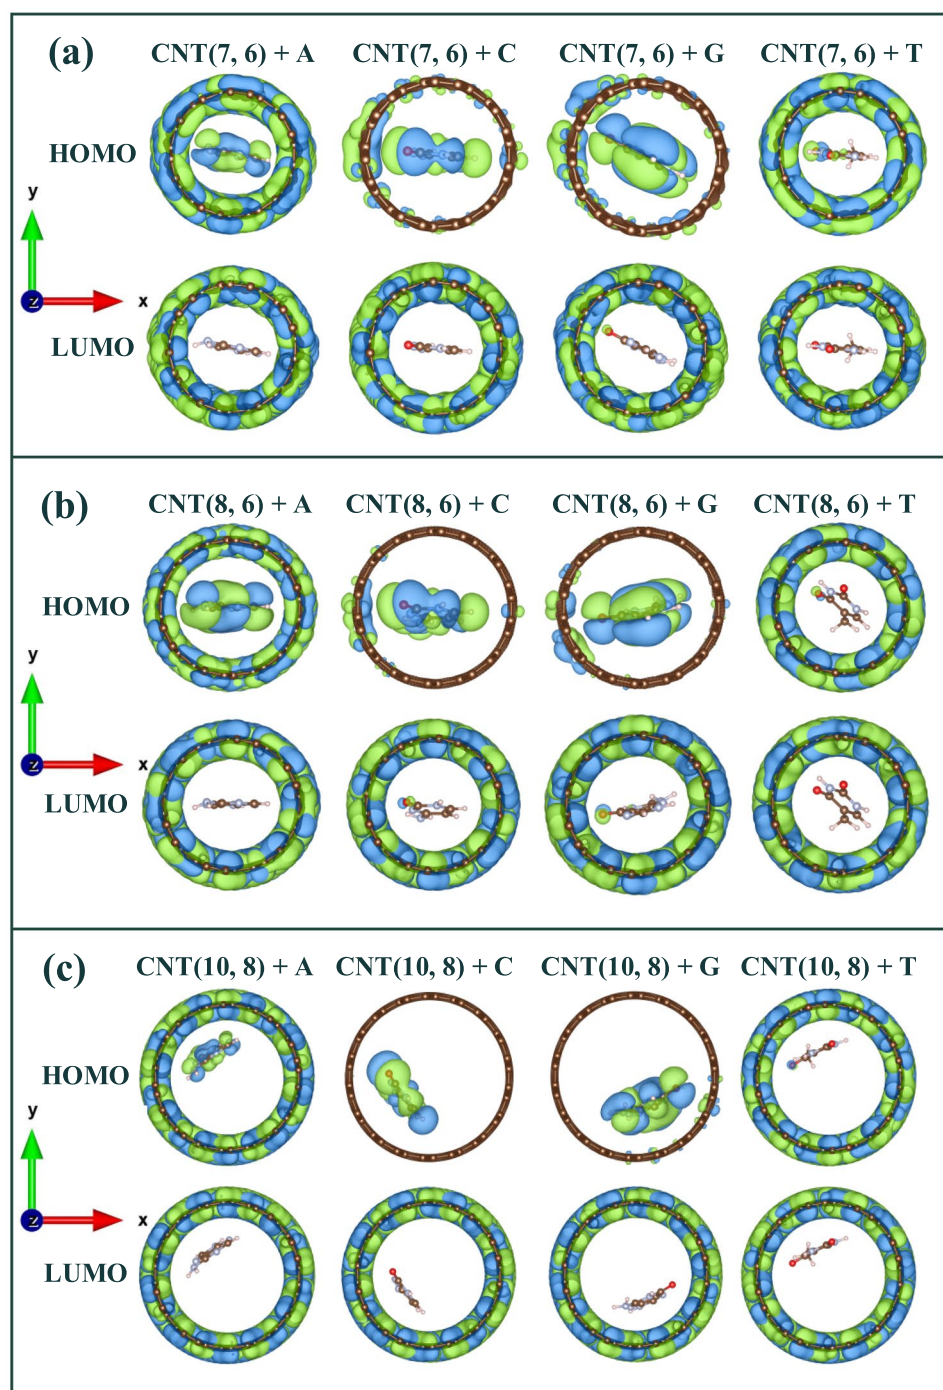 (a)
CNT(7, 6) + A CNT(7, 6) + C CNT(7, 6) + G CNT(7, 6) + T
HOMO
y
z
x
LUMO
(b)
CNT(8, 6) + A CNT(8, 6) + C CNT(8, 6) + G CNT(8, 6) + T
HOMO
y
z
x
LUMO
(c)
CNT(10, 8) + A CNT(10, 8) + C CNT(10, 8) + G CNT(10, 8) + T
HOMO
y
z
x
LUMO